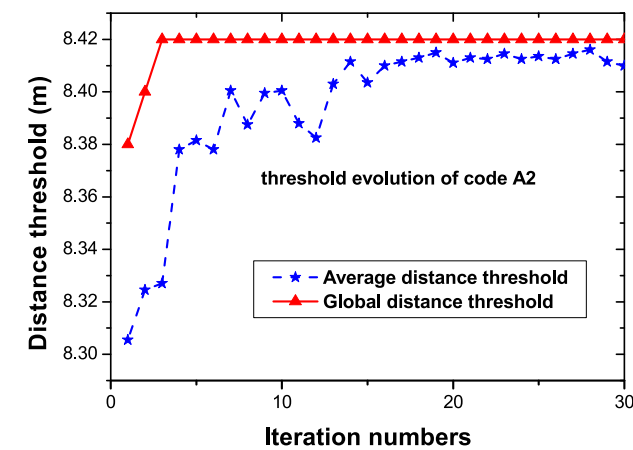 8.42
8.40
8.38
8.36
8.34
8.32
8.30
Distance threshold (m)
threshold evolution of code A2
Average distance threshold
Global distance threshold
0
10
20
30
Iteration numbers